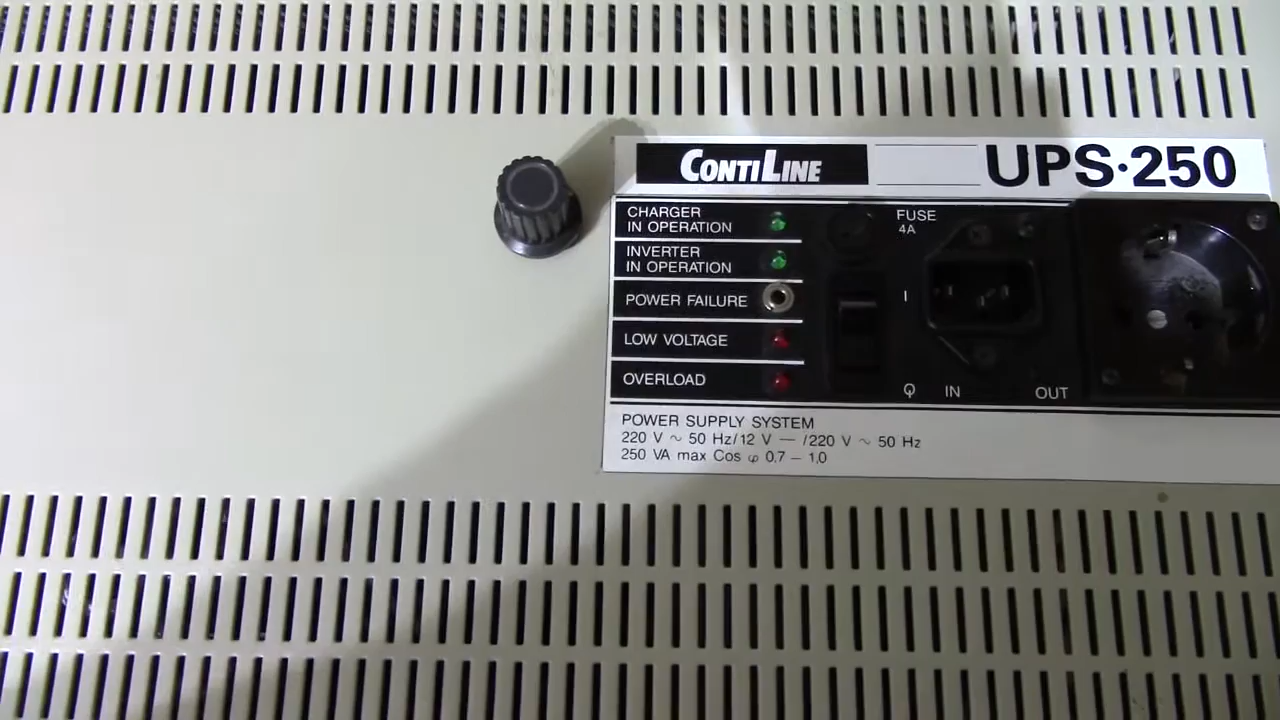 CONTILINE
UPS·250
CHARGER
IN OPERATION
INVERTER
IN OPERATION
POWER FAILURE
LOW VOLTAGE
OVERLOAD
FUSE
4A
I
IN
OUT
POWER SUPPLY SYSTEM
220 V ~ 50 Hz/12 V — /220 V ~ 50 Hz
250 VA max Cos φ 0,7 – 1,0